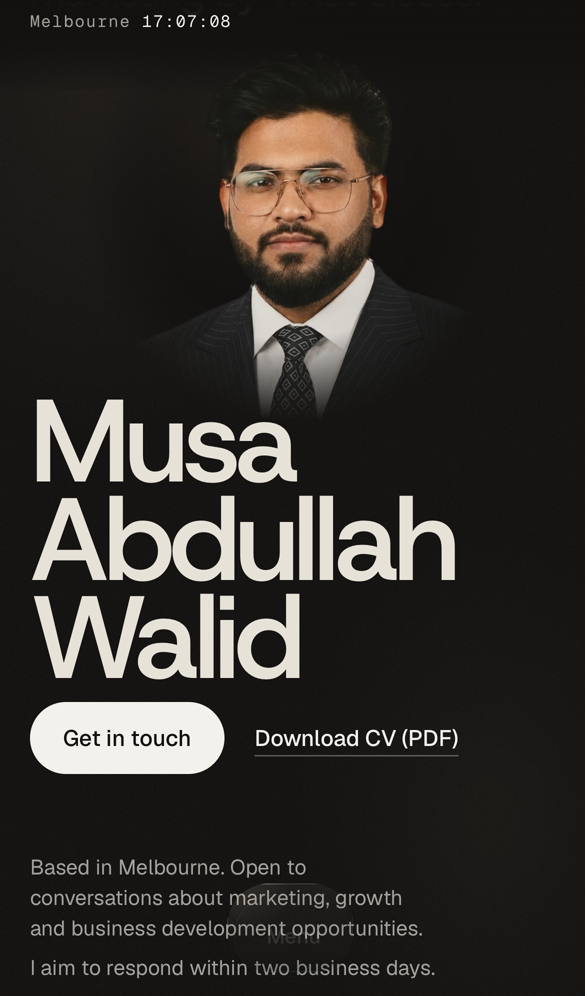 Melbourne 17:07:08
Musa
Abdullah
Walid
Get in touch
Download CV (PDF)
Based in Melbourne. Open to
conversations about marketing, growth
and business development opportunities.
Menu
I aim to respond within two business days.